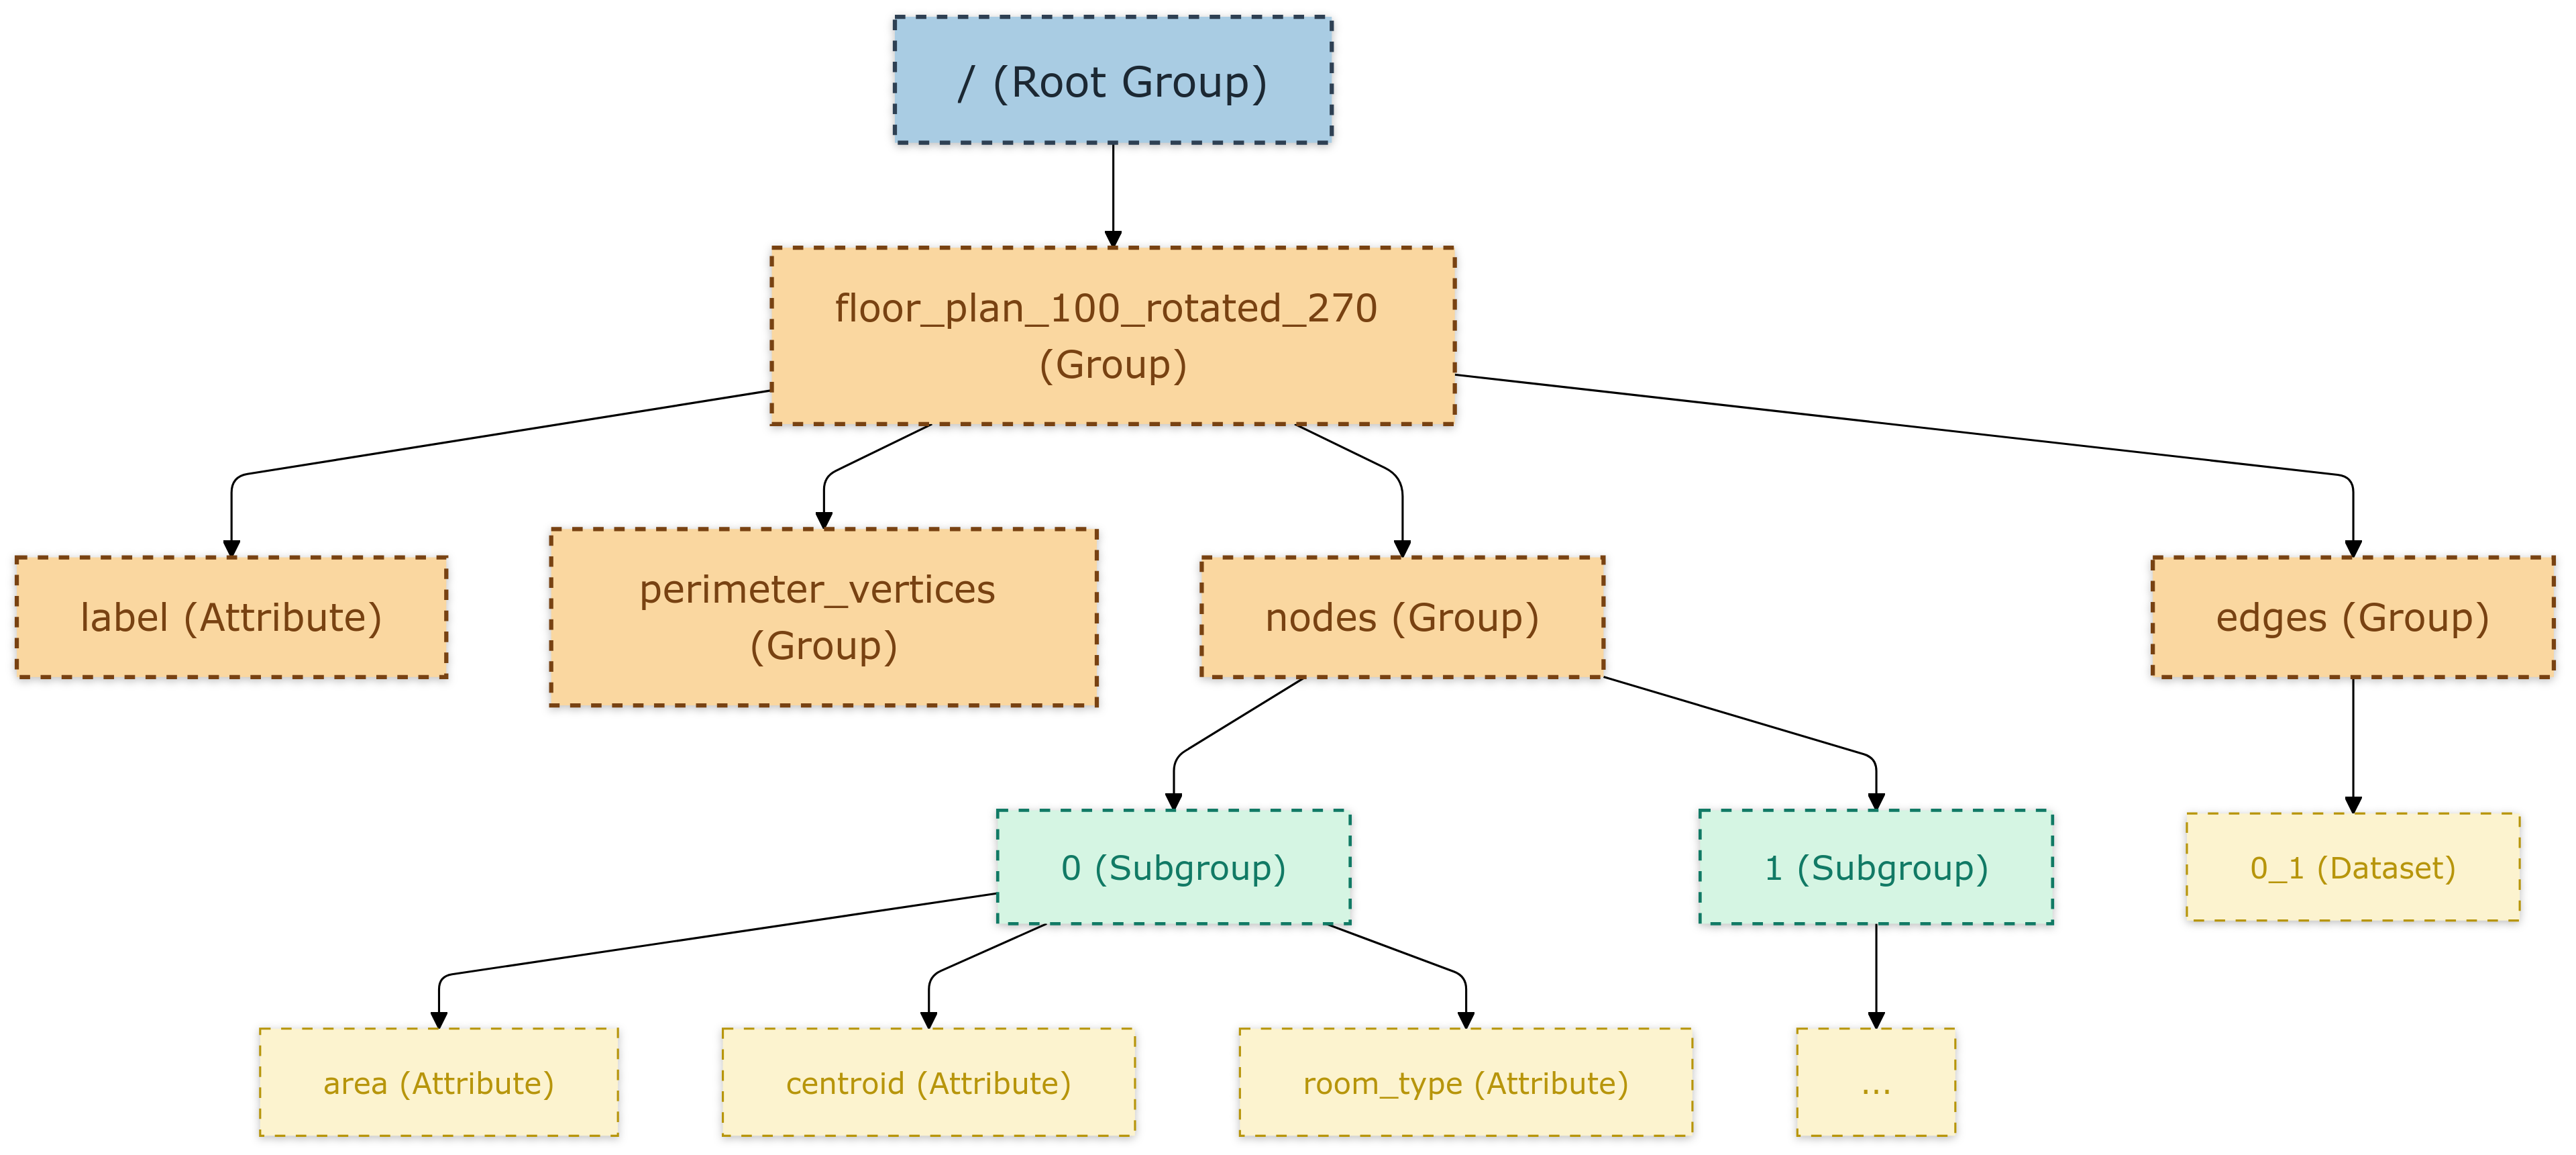 / (Root Group)
floor_plan_100_rotated_270
(Group)
label (Attribute)
perimeter_vertices
(Group)
nodes (Group)
edges (Group)
0 (Subgroup)
1 (Subgroup)
0_1 (Dataset)
area (Attribute)
centroid (Attribute)
room_type (Attribute)
...